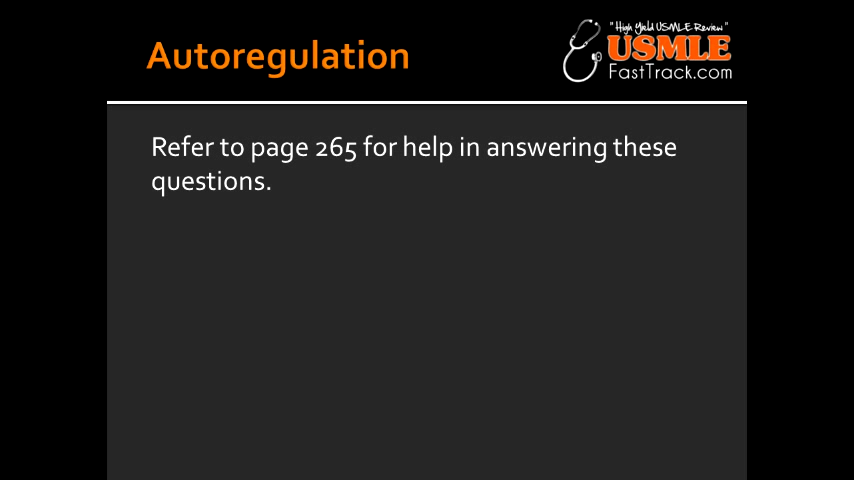 Autoregulation
"High Yield USMLE Review"
USMLE
FastTrack.com
Refer to page 265 for help in answering these
questions.